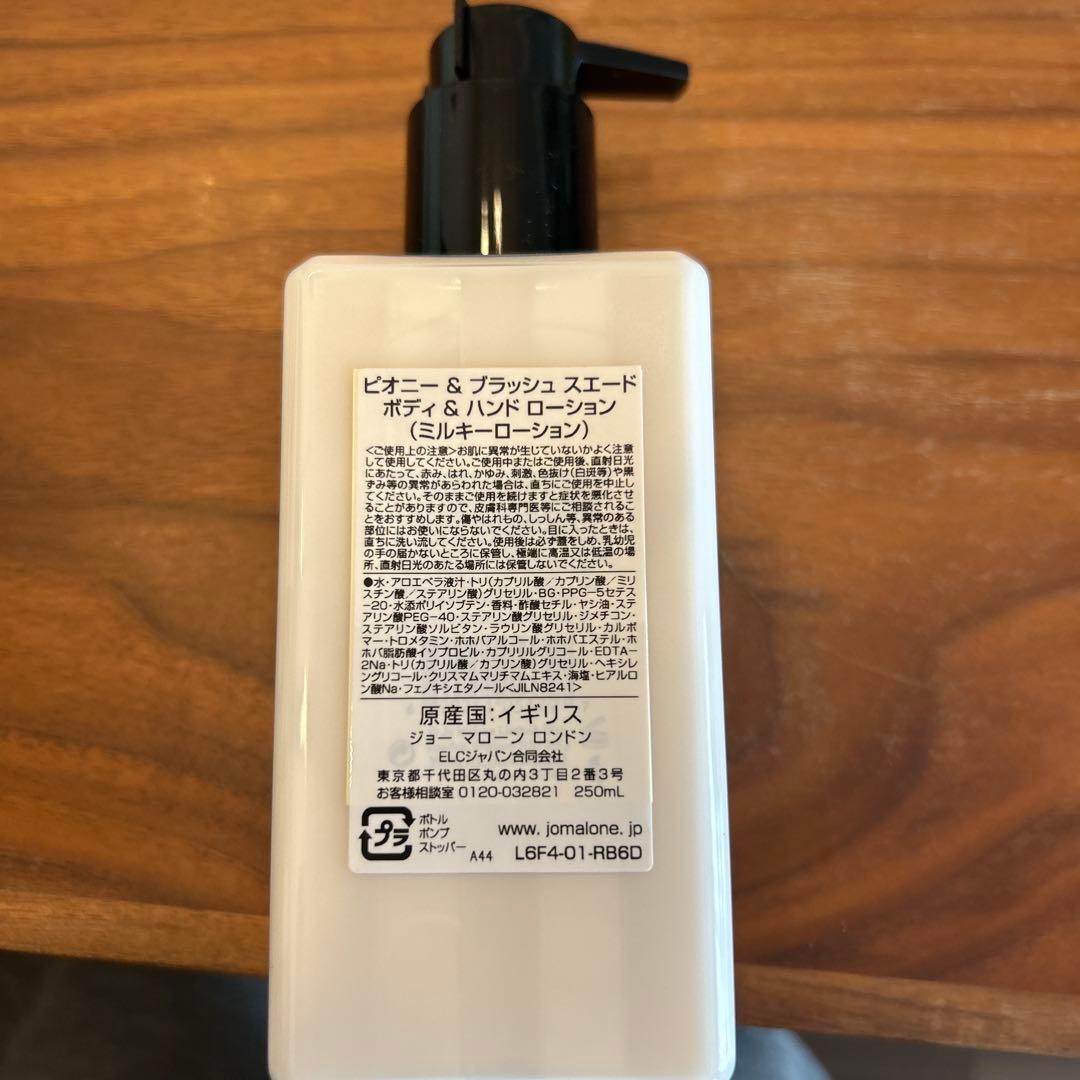 ピオニー & ブラッシュ スエード
ボディ & ハンド ローション
（ミルキーローション）
＜ご使用上の注意＞お肌に異常が生じていないかよく注意
して使用してください。ご使用中またはご使用後、直射日光
にあたって、赤み、はれ、かゆみ、刺激、色抜け(白斑等)や黒
ずみ等の異常があらわれた場合は、直ちにご使用を中止し
てください。そのままご使用を続けますと症状を悪化させ
ることがありますので、皮膚科専門医等にご相談されるこ
とをおすすめします。傷やはれもの、しっしん等、異常のある
部位にはお使いにならないでください。目に入ったときは、
直ちに洗い流してください。使用後は必ず蓋をしめ、乳幼児
の手の届かないところに保管し、極端に高温又は低温の場
所、直射日光のあたる場所には保管しないでください。
●水・アロエベラ液汁・トリ(カプリル酸／カプリン酸／ミリ
スチン酸／ステアリン酸)グリセリル・BG・PPG-5セテス
-20・水添ポリイソブテン・香料・酢酸セチル・ヤシ油・ステ
アリン酸PEG-40・ステアリン酸グリセリル・ジメチコン・
ステアリン酸ソルビタン・ラウリン酸グリセリル・カルボ
マー・トロメタミン・ホホバアルコール・ホホバエステル・ホ
ホバ脂肪酸イソプロピル・カプリリルグリコール・EDTA-
2Na・トリ(カプリル酸／カプリン酸)グリセリル・ヘキシレ
ングリコール・クリスマムマリチマムエキス・海塩・ヒアルロ
ン酸Na・フェノキシエタノール<JILN8241>
原産国：イギリス
ジョー マローン ロンドン
ELCジャパン合同会社
東京都千代田区丸の内3丁目2番3号
お客様相談室 0120-032821 250mL
プラ
ボトル
ポンプ
ストッパー
A44
www. jomalone. jp
L6F4-01-RB6D